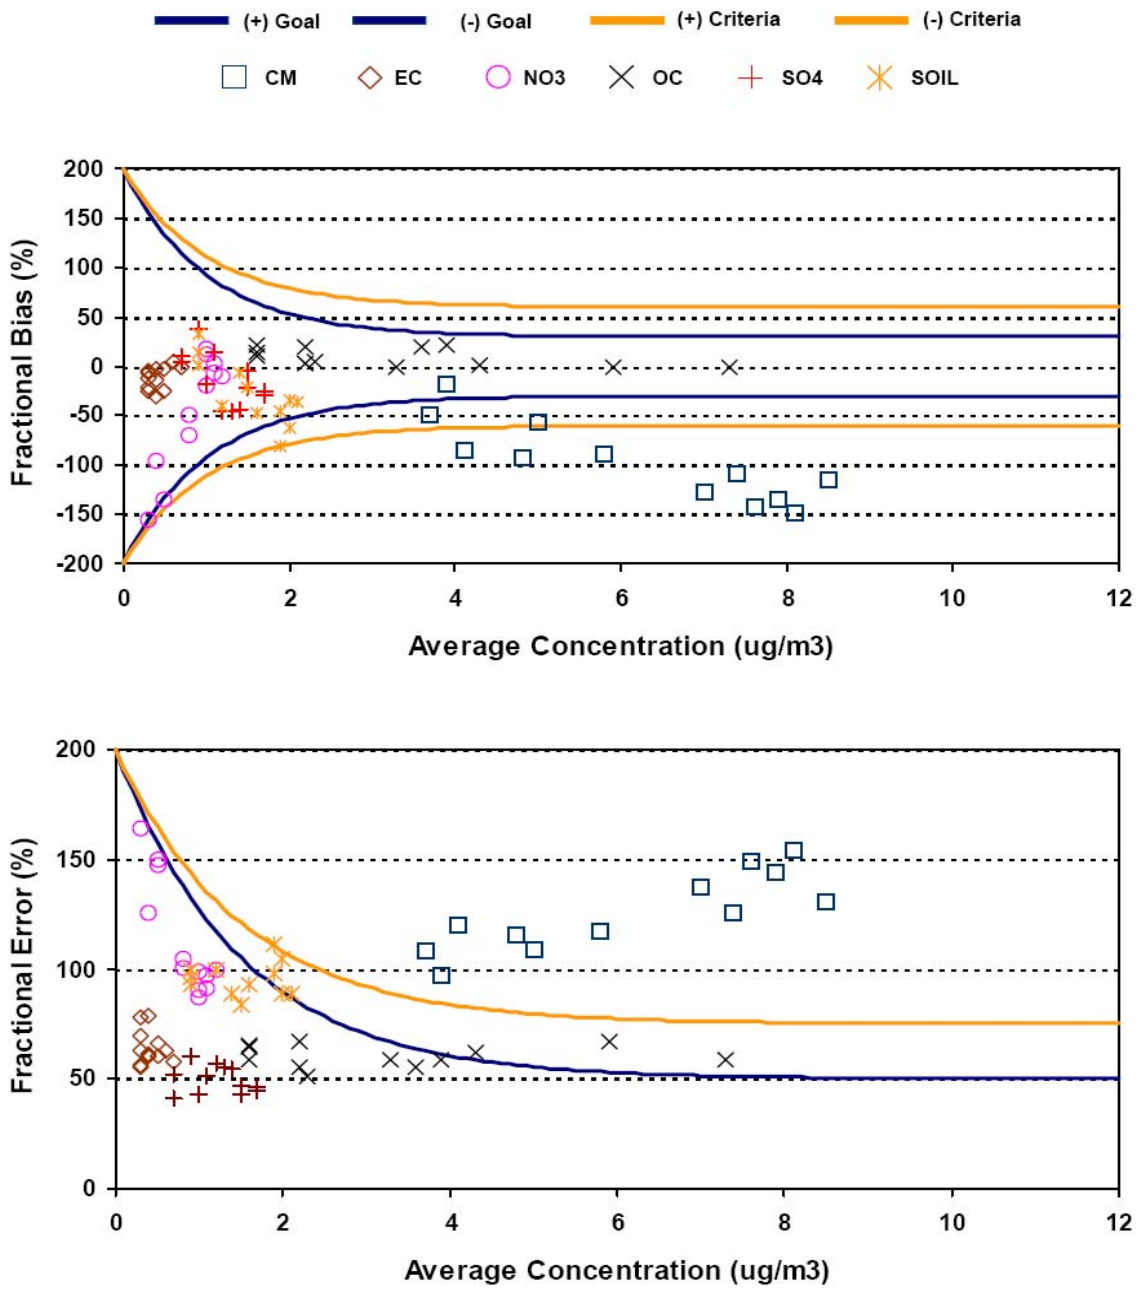 (+) Goal (-) Goal (+) Criteria (-) Criteria
CM EC NO3 OC SO4 SOIL
200
150
100
50
0
-50
-100
-150
-200
Fractional Bias (%)
0 2 4 6 8 10 12
Average Concentration (ug/m3)
200
150
100
50
0
Fractional Error (%)
0 2 4 6 8 10 12
Average Concentration (ug/m3)